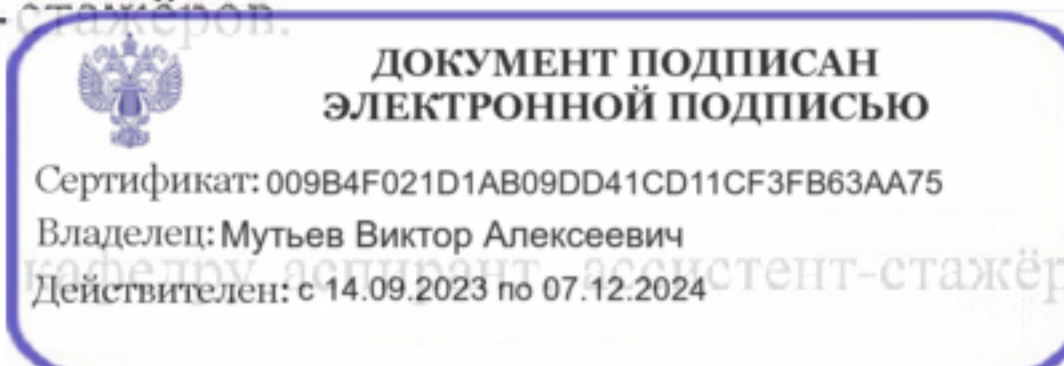 стажёров.
ДОКУМЕНТ ПОДПИСАН
ЭЛЕКТРОННОЙ ПОДПИСЬЮ
Сертификат: 009B4F021D1AB09DD41CD11CF3FB63AA75
Владелец: Мутьев Виктор Алексеевич
кафедру аспирант, ассистент-стажёр
Действителен: с 14.09.2023 по 07.12.2024